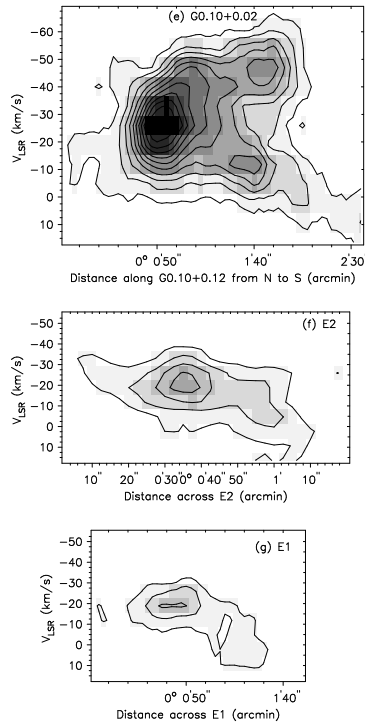 (e) G0.10+0.02
−60
−50
−40
−30
−20
−10
0
10
V_LSR (km/s)
0° 0'50" 1'40" 2'30
Distance along G0.10+0.12 from N to S (arcmin)
(f) E2
−50
−40
−30
−20
−10
0
10
V_LSR (km/s)
10" 20" 0'30"0° 0'40" 50" 1' 10"
Distance across E2 (arcmin)
(g) E1
−50
−40
−30
−20
−10
0
10
V_LSR (km/s)
0° 0'50" 1'40"
Distance across E1 (arcmin)